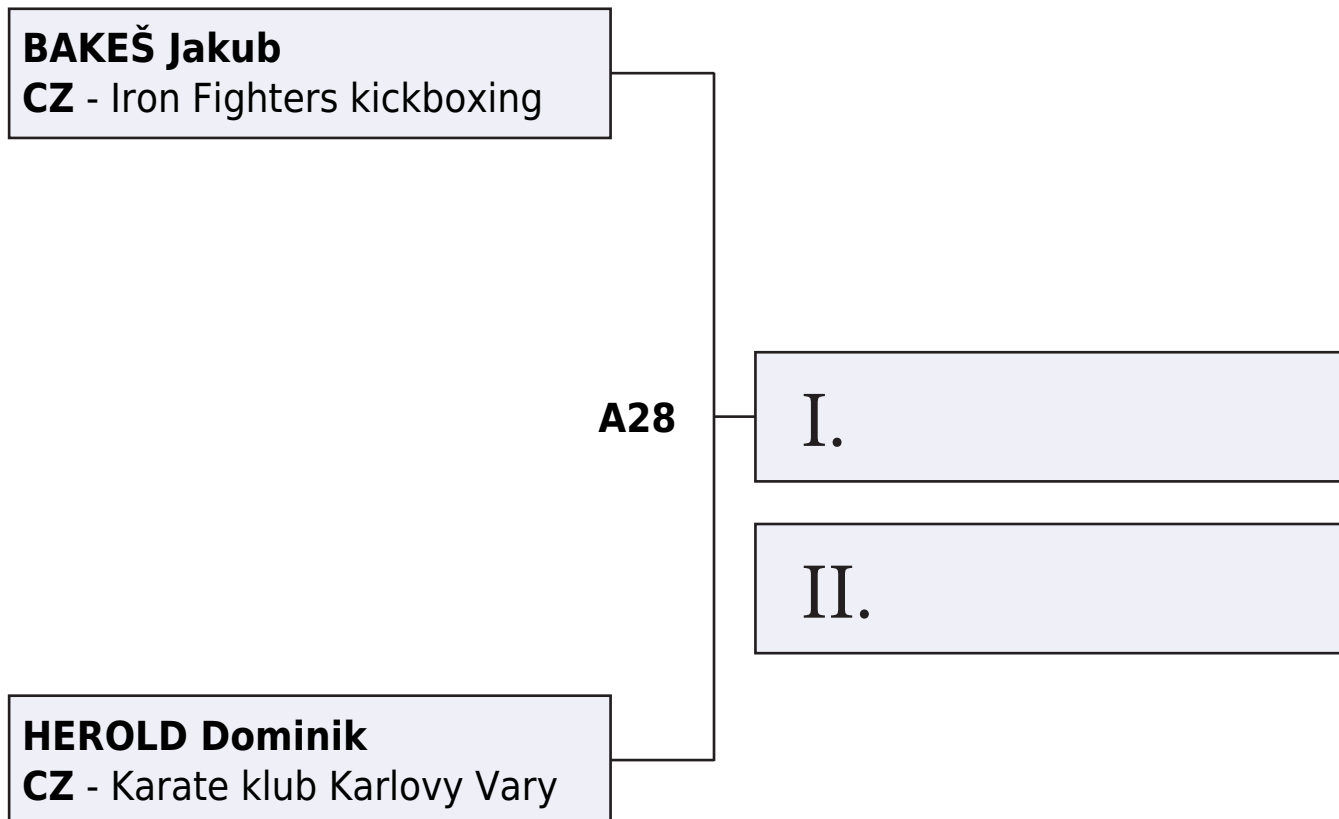 BAKEŠ Jakub
CZ - Iron Fighters kickboxing
A28
I.
II.
HEROLD Dominik
CZ - Karate klub Karlovy Vary